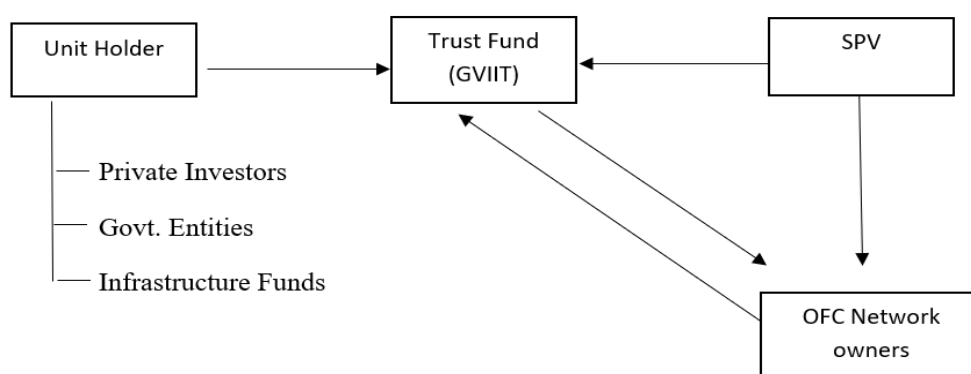 Unit Holder
Trust Fund
(GVIIT)
SPV
Private Investors
Govt. Entities
Infrastructure Funds
OFC Network
owners